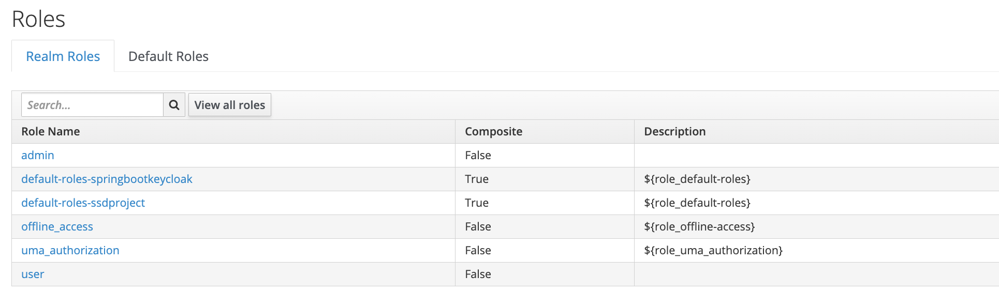 Roles
Realm Roles Default Roles
Search... View all roles
Role Name Composite Description
admin False
default-roles-springbootkeycloak True ${role_default-roles}
default-roles-ssdproject True ${role_default-roles}
offline_access False ${role_offline-access}
uma_authorization False ${role_uma_authorization}
user False